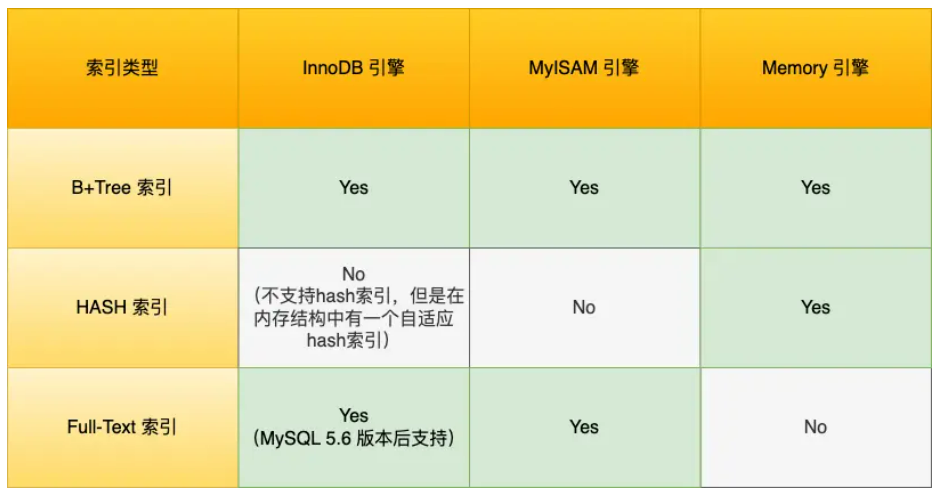 索引类型 InnoDB 引擎 MyISAM 引擎 Memory 引擎
B+Tree 索引 Yes Yes Yes
HASH 索引
No
（不支持hash索引，但是在
内存结构中有一个自适应
hash索引）
No
Yes
Full-Text 索引
Yes
（MySQL 5.6 版本后支持）
Yes
No